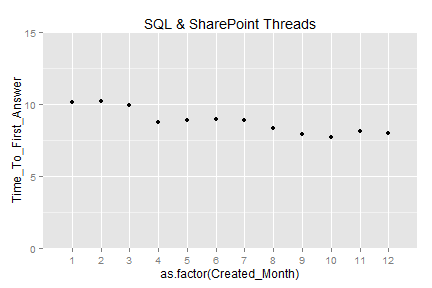 SQL & SharePoint Threads
15
10
5
0
Time_To_First_Answer
1 2 3 4 5 6 7 8 9 10 11 12
as.factor(Created_Month)